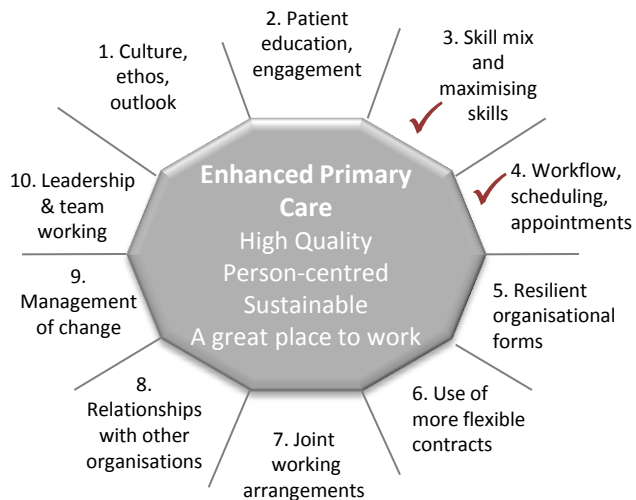 1. Culture,
ethos,
outlook
2. Patient
education,
engagement
3. Skill mix
and
maximising
skills
4. Workflow,
scheduling,
appointments
5. Resilient
organisational
forms
6. Use of
more flexible
contracts
7. Joint
working
arrangements
8.
Relationships
with other
organisations
9.
Management
of change
10. Leadership
& team
working
Enhanced Primary
Care
High Quality
Person-centred
Sustainable
A great place to work